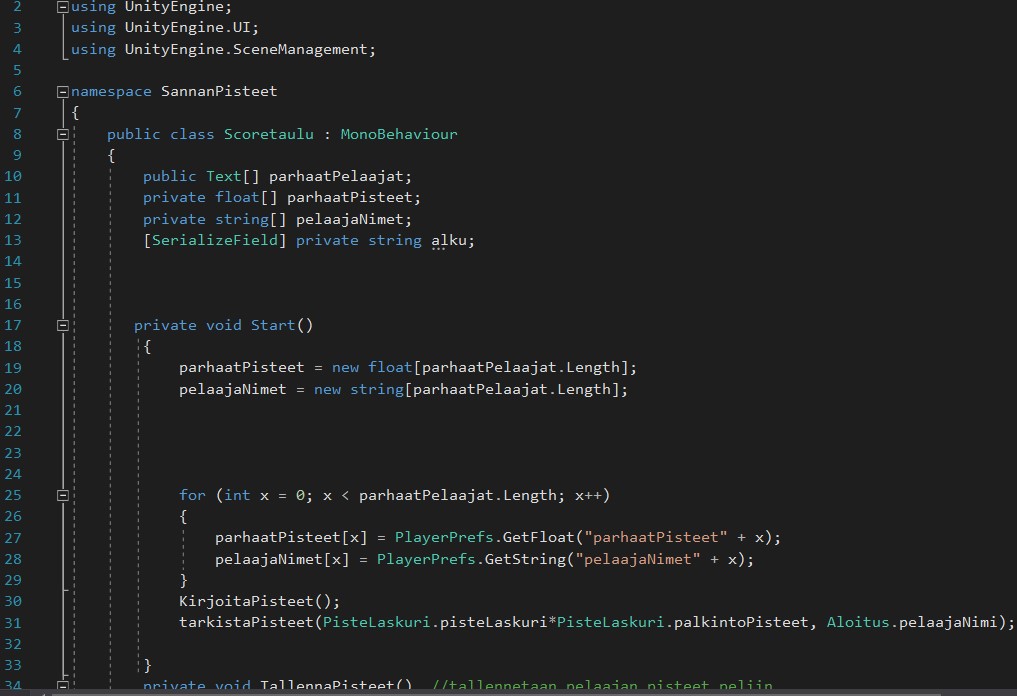 2 using UnityEngine;
3 using UnityEngine.UI;
4 using UnityEngine.SceneManagement;
5
6 namespace SannanPisteet
7 {
8 public class Scoretaulu : MonoBehaviour
9 {
10 public Text[] parhaatPelaajat;
11 private float[] parhaatPisteet;
12 private string[] pelaajaNimet;
13 [SerializeField] private string alku;
14
15
16
17 private void Start()
18 {
19 parhaatPisteet = new float[parhaatPelaajat.Length];
20 pelaajaNimet = new string[parhaatPelaajat.Length];
21
22
23
24
25 for (int x = 0; x < parhaatPelaajat.Length; x++)
26 {
27 parhaatPisteet[x] = PlayerPrefs.GetFloat("parhaatPisteet" + x);
28 pelaajaNimet[x] = PlayerPrefs.GetString("pelaajaNimet" + x);
29 }
30 KirjoitaPisteet();
31 tarkistaPisteet(PisteLaskuri.pisteLaskuri*PisteLaskuri.palkintoPisteet, Aloitus.pelaajaNimi);
32
33 }
34 private void TallennaPisteet() //tallennetaan pelaajan pisteet peliin